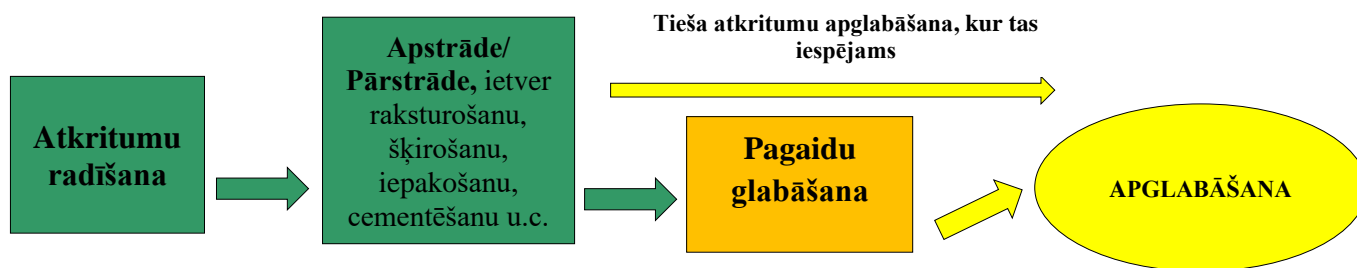 Atkritumu
radīšana
Apstrāde/
Pārstrāde, ietver
raksturošanu,
šķirošanu,
iepakošanu,
cementēšanu u.c.
Tieša atkritumu apglabāšana, kur tas
iespējams
Pagaidu
glabāšana
APGLABĀŠANA